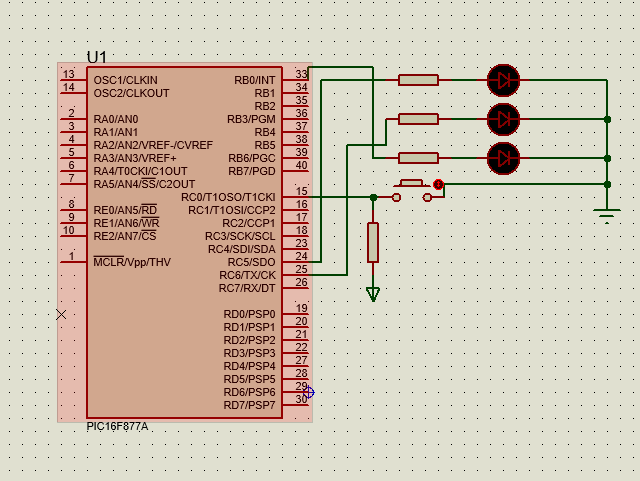 U1
13 OSC1/CLKIN RB0/INT 33
14 OSC2/CLKOUT RB1 34
RB2 35
2 RA0/AN0 RB3/PGM 36
3 RA1/AN1 RB4 37
4 RA2/AN2/VREF-/CVREF RB5 38
5 RA3/AN3/VREF+ RB6/PGC 39
6 RA4/T0CKI/C1OUT RB7/PGD 40
7 RA5/AN4/SS/C2OUT
RC0/T1OSO/T1CKI 15
8 RE0/AN5/RD RC1/T1OSI/CCP2 16
9 RE1/AN6/WR RC2/CCP1 17
10 RE2/AN7/CS RC3/SCK/SCL 18
RC4/SDI/SDA 23
1 MCLR/Vpp/THV RC5/SDO 24
RC6/TX/CK 25
RC7/RX/DT 26
RD0/PSP0 19
RD1/PSP1 20
RD2/PSP2 21
RD3/PSP3 22
RD4/PSP4 27
RD5/PSP5 28
RD6/PSP6 29
RD7/PSP7 30
PIC16F877A